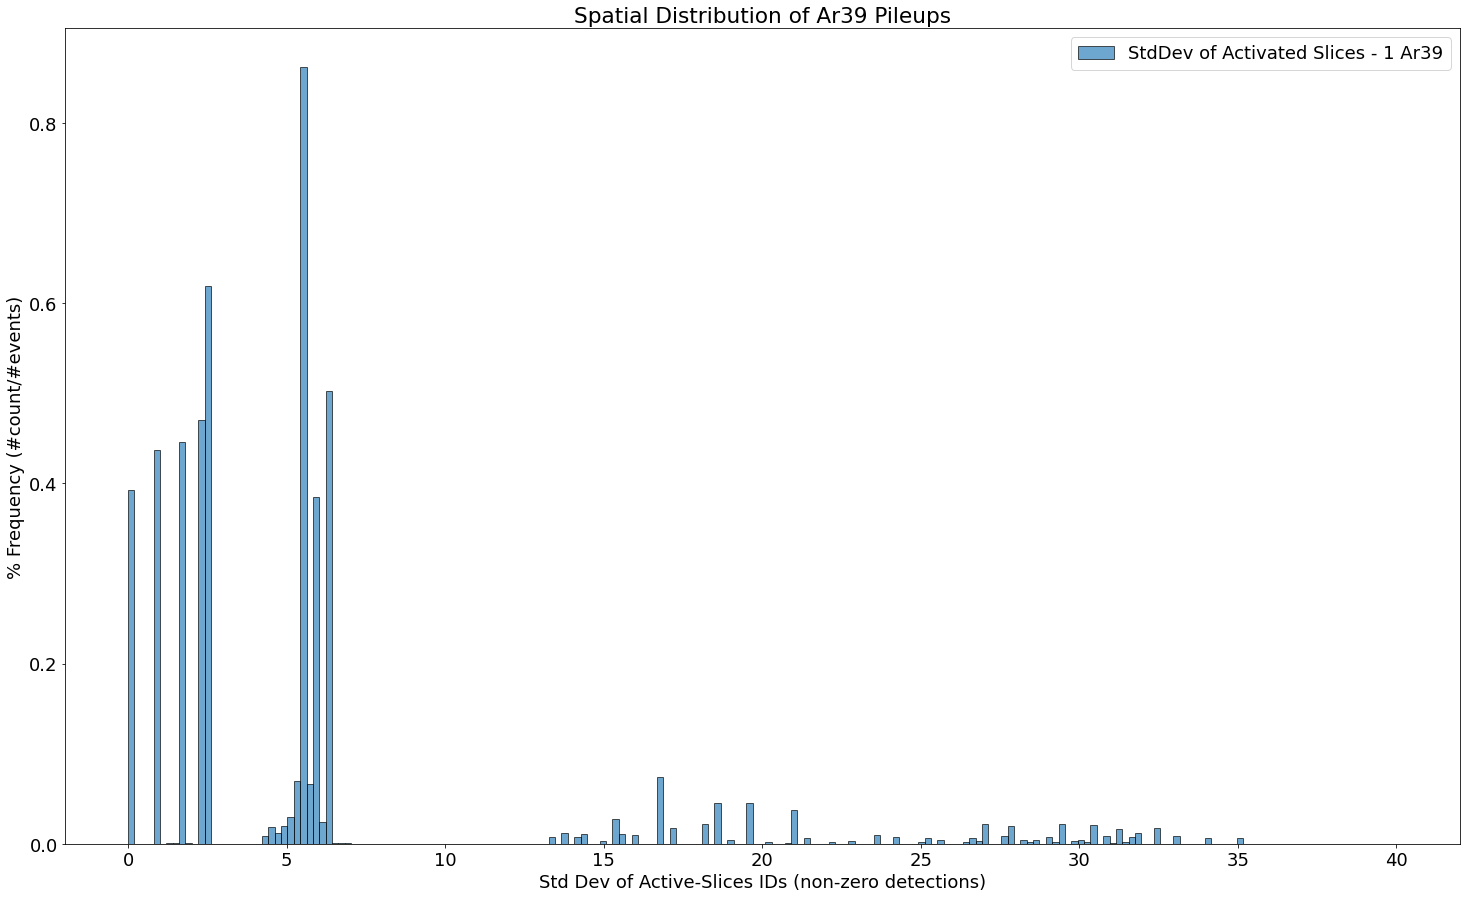 Spatial Distribution of Ar39 Pileups
StdDev of Activated Slices - 1 Ar39
% Frequency (#count/#events)
0.8
0.6
0.4
0.2
0.0
0 5 10 15 20 25 30 35 40
Std Dev of Active-Slices IDs (non-zero detections)